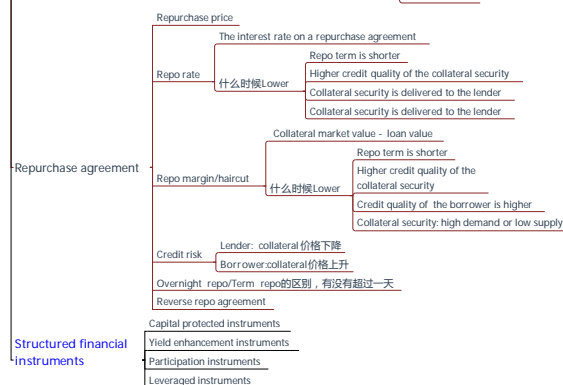 Repurchase price
The interest rate on a repurchase agreement
Repo term is shorter
Repo rate
Higher credit quality of the collateral security
什么时候Lower
Collateral security is delivered to the lender
Collateral security is delivered to the lender
Collateral market value - loan value
Repo term is shorter
Repurchase agreement
Higher credit quality of the
collateral security
Repo margin/haircut
什么时候Lower
Credit quality of the borrower is higher
Collateral security: high demand or low supply
Lender: collateral价格下降
Credit risk
Borrower:collateral价格上升
Overnight repo/Term repo的区别，有没有超过一天
Reverse repo agreement
Capital protected instruments
Structured financial
instruments
Yield enhancement instruments
Participation instruments
Leveraged instruments